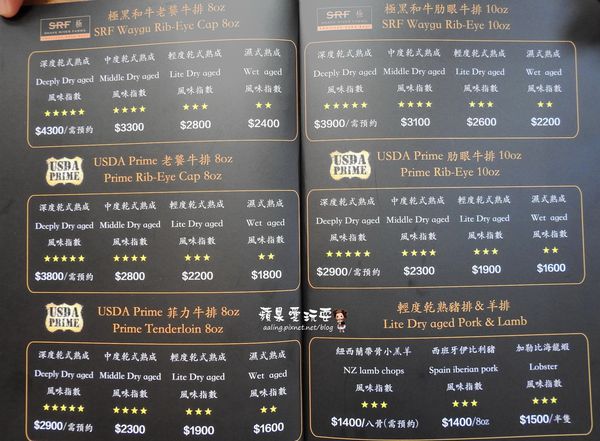 SRF 極
SNAKE RIVER FARMS
極黑和牛老饕牛排 8oz
SRF Waygu Rib-Eye Cap 8oz
深度乾式熟成 中度乾式熟成 輕度乾式熟成 濕式熟成
Deeply Dry aged Middle Dry aged Lite Dry aged Wet aged
風味指數 風味指數 風味指數 風味指數
★★★★★ ★★★★ ★★★ ★★
$4300/需預約 $3300 $2800 $2400
USDA PRIME
USDA Prime 老饕牛排 8oz
Prime Rib-Eye Cap 8oz
深度乾式熟成 中度乾式熟成 輕度乾式熟成 濕式熟成
Deeply Dry aged Middle Dry aged Lite Dry aged Wet aged
風味指數 風味指數 風味指數 風味指數
★★★★★ ★★★★ ★★★ ★★
$3800/需預約 $2800 $2200 $1800
USDA PRIME
USDA Prime 菲力牛排 8oz
Prime Tenderloin 8oz
深度乾式熟成 中度乾式熟成 輕度乾式熟成 濕式熟成
Deeply Dry aged Middle Dry aged Lite Dry aged Wet aged
風味指數 風味指數 風味指數 風味指數
★★★★★ ★★★★ ★★★ ★★
$2900/需預約 $2300 $1900 $1600
SRF 極
SNAKE RIVER FARMS
極黑和牛肋眼牛排 10oz
SRF Waygu Rib-Eye 10oz
深度乾式熟成 中度乾式熟成 輕度乾式熟成 濕式熟成
Deeply Dry aged Middle Dry aged Lite Dry aged Wet aged
風味指數 風味指數 風味指數 風味指數
★★★★★ ★★★★ ★★★ ★★
$3900/需預約 $3100 $2600 $2200
USDA PRIME
USDA Prime 肋眼牛排 10oz
Prime Rib-Eye 10oz
深度乾式熟成 中度乾式熟成 輕度乾式熟成 濕式熟成
Deeply Dry aged Middle Dry aged Lite Dry aged Wet aged
風味指數 風味指數 風味指數 風味指數
★★★★★ ★★★★ ★★★ ★★
$2900/需預約 $2300 $1900 $1600
輕度乾熟豬排&羊排
Lite Dry aged Pork & Lamb
紐西蘭帶骨小羔羊 西班牙伊比利豬 加勒比海龍蝦
NZ lamb chops Spain iberian pork Lobster
風味指數 風味指數 風味指數
★★★ ★★★ ★★★
$1400/八骨(需預約) $1400/8oz $1500/半隻
蘋果愛玩耍
aaling.pixnet.net/blog